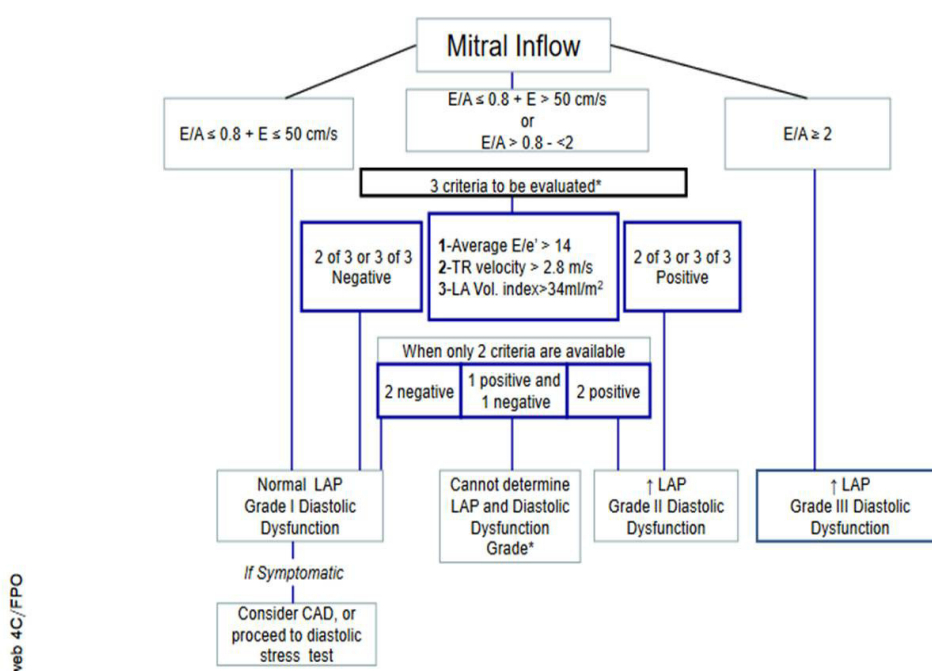 Mitral Inflow
E/A ≤ 0.8 + E ≤ 50 cm/s
E/A ≤ 0.8 + E > 50 cm/s
or
E/A > 0.8 - <2
E/A ≥ 2
3 criteria to be evaluated*
2 of 3 or 3 of 3
Negative
1-Average E/e' > 14
2-TR velocity > 2.8 m/s
3-LA Vol. index>34ml/m²
2 of 3 or 3 of 3
Positive
When only 2 criteria are available
2 negative
1 positive and
1 negative
2 positive
Normal LAP
Grade I Diastolic
Dysfunction
Cannot determine
LAP and Diastolic
Dysfunction
Grade*
↑ LAP
Grade II Diastolic
Dysfunction
↑ LAP
Grade III Diastolic
Dysfunction
If Symptomatic
Consider CAD, or
proceed to diastolic
stress test
web 4C/FPO